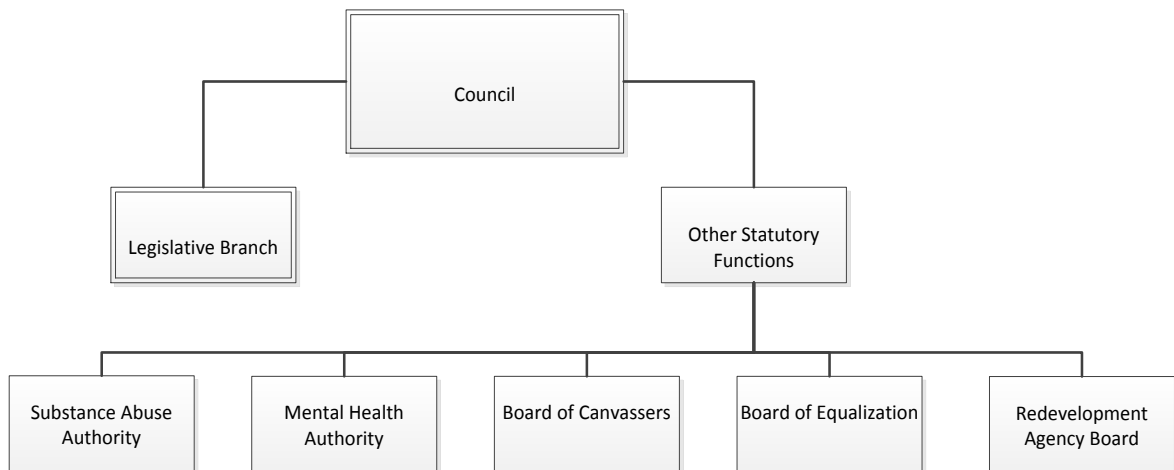 Council
Legislative Branch
Other Statutory
Functions
Substance Abuse
Authority
Mental Health
Authority
Board of Canvassers
Board of Equalization
Redevelopment
Agency Board